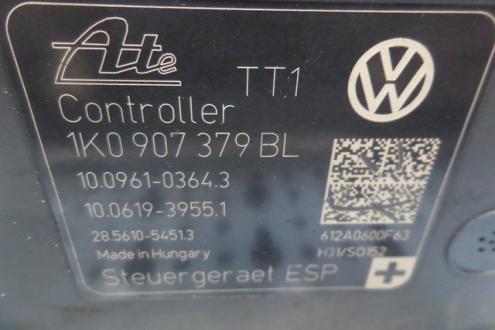 Ate
TT1
VW
Controller
1K0 907 379 BL
10.0961-0364.3
10.0619-3955.1
28.5610-5451.3
612A0600F63
Made in Hungary
H31/S0152
Steuergeraet ESP